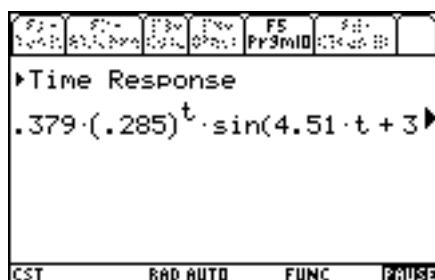 F5
Pr9mIO
▸Time Response
.379·(.285)^t·sin(4.51·t + 3▶
CST RAD AUTO FUNC PAUSE